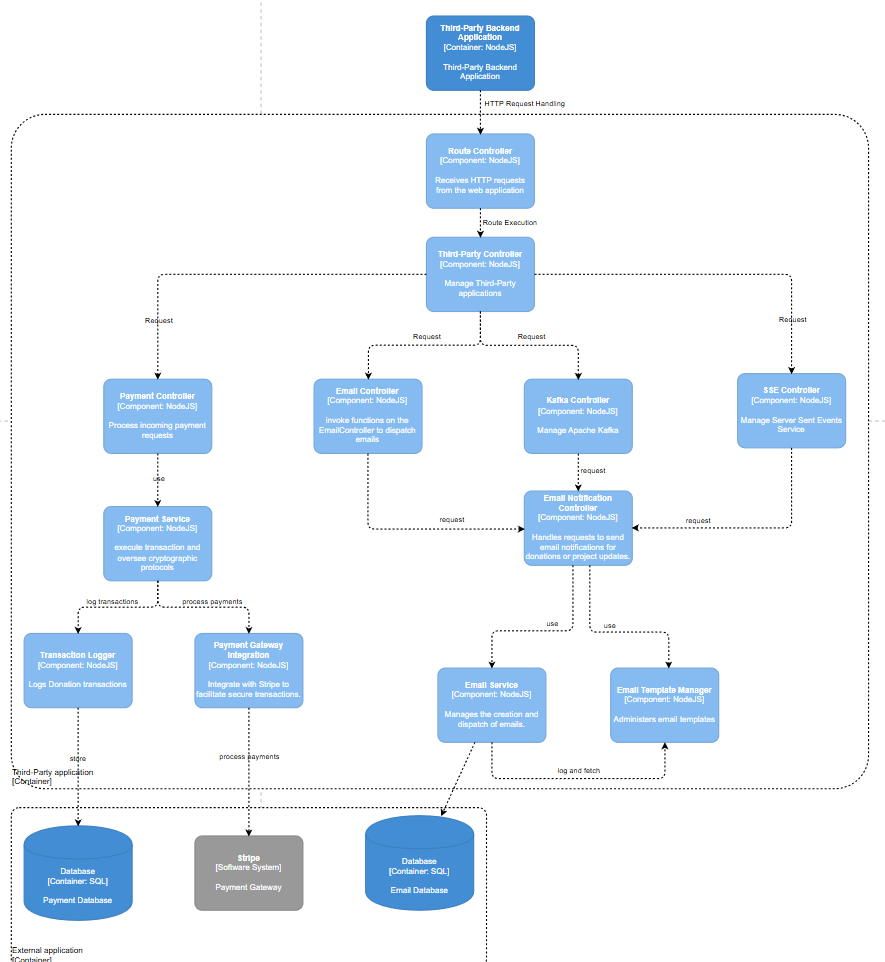 Third-Party Backend
Application
[Container: NodeJS]
Third-Party Backend
Application
HTTP Request Handling
Route Controller
[Component: NodeJS]
Receives HTTP requests
from the web application
Route Execution
Third-Party Controller
[Component: NodeJS]
Manage Third-Party
applications
Request
Request
Request
Request
Payment Controller
[Component: NodeJS]
Process incoming payment
requests
Email Controller
[Component: NodeJS]
invoke functions on the
EmailController to dispatch
emails
Kafka Controller
[Component: NodeJS]
Manage Apache Kafka
SSE Controller
[Component: NodeJS]
Manage Server Sent Events
Service
use
request
request
request
Payment Service
[Component: NodeJS]
execute transaction and
oversee cryptographic
protocols
Email Notification
Controller
[Component: NodeJS]
Handles requests to send
email notifications for
donations or project updates.
log transactions
process payments
use
use
Transaction Logger
[Component: NodeJS]
Logs Donation transactions
Payment Gateway
Integration
[Component: NodeJS]
Integrate with Stripe to
facilitate secure transactions.
Email Service
[Component: NodeJS]
Manages the creation and
dispatch of emails.
Email Template Manager
[Component: NodeJS]
Administers email templates
store
process payments
log and fetch
Third-Party application
[Container]
Database
[Container: SQL]
Payment Database
Stripe
[Software System]
Payment Gateway
Database
[Container: SQL]
Email Database
External application
[Container]